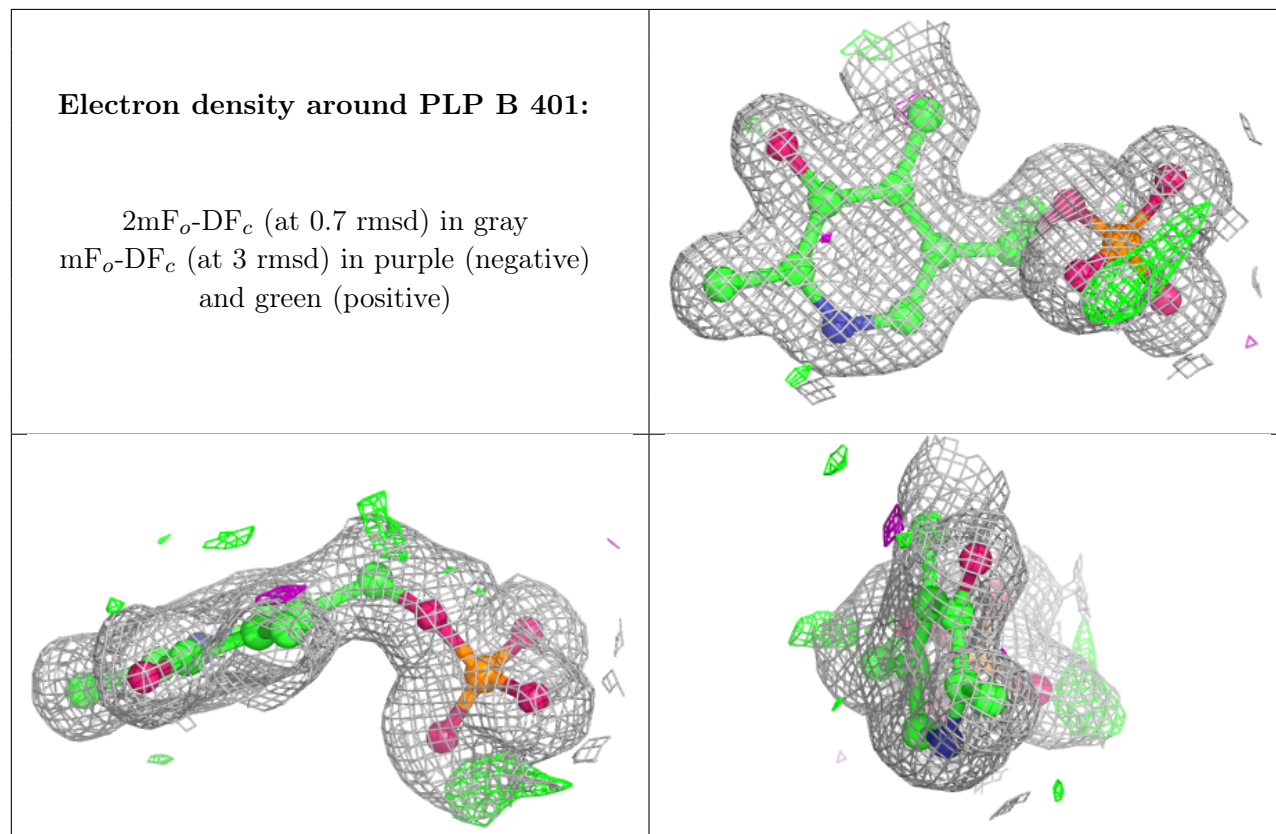 Electron density around PLP B 401:
2mFo-DFc (at 0.7 rmsd) in gray
mFo-DFc (at 3 rmsd) in purple (negative)
and green (positive)